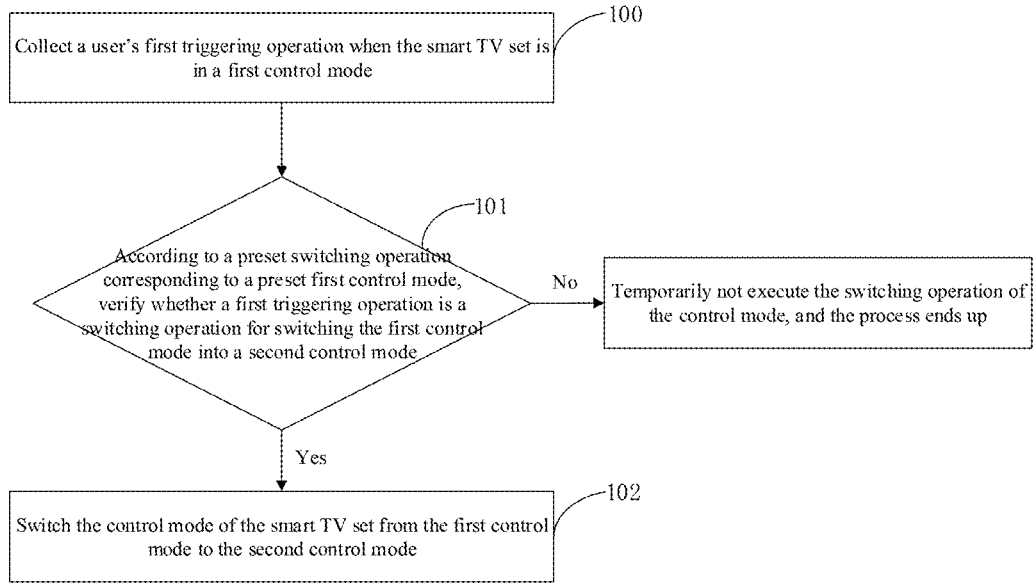 100
Collect a user's first triggering operation when the smart TV set is
in a first control mode
101
According to a preset switching operation
corresponding to a preset first control mode,
verify whether a first triggering operation is a
switching operation for switching the first control
mode into a second control mode
No
Temporarily not execute the switching operation of
the control mode, and the process ends up
Yes
102
Switch the control mode of the smart TV set from the first control
mode to the second control mode